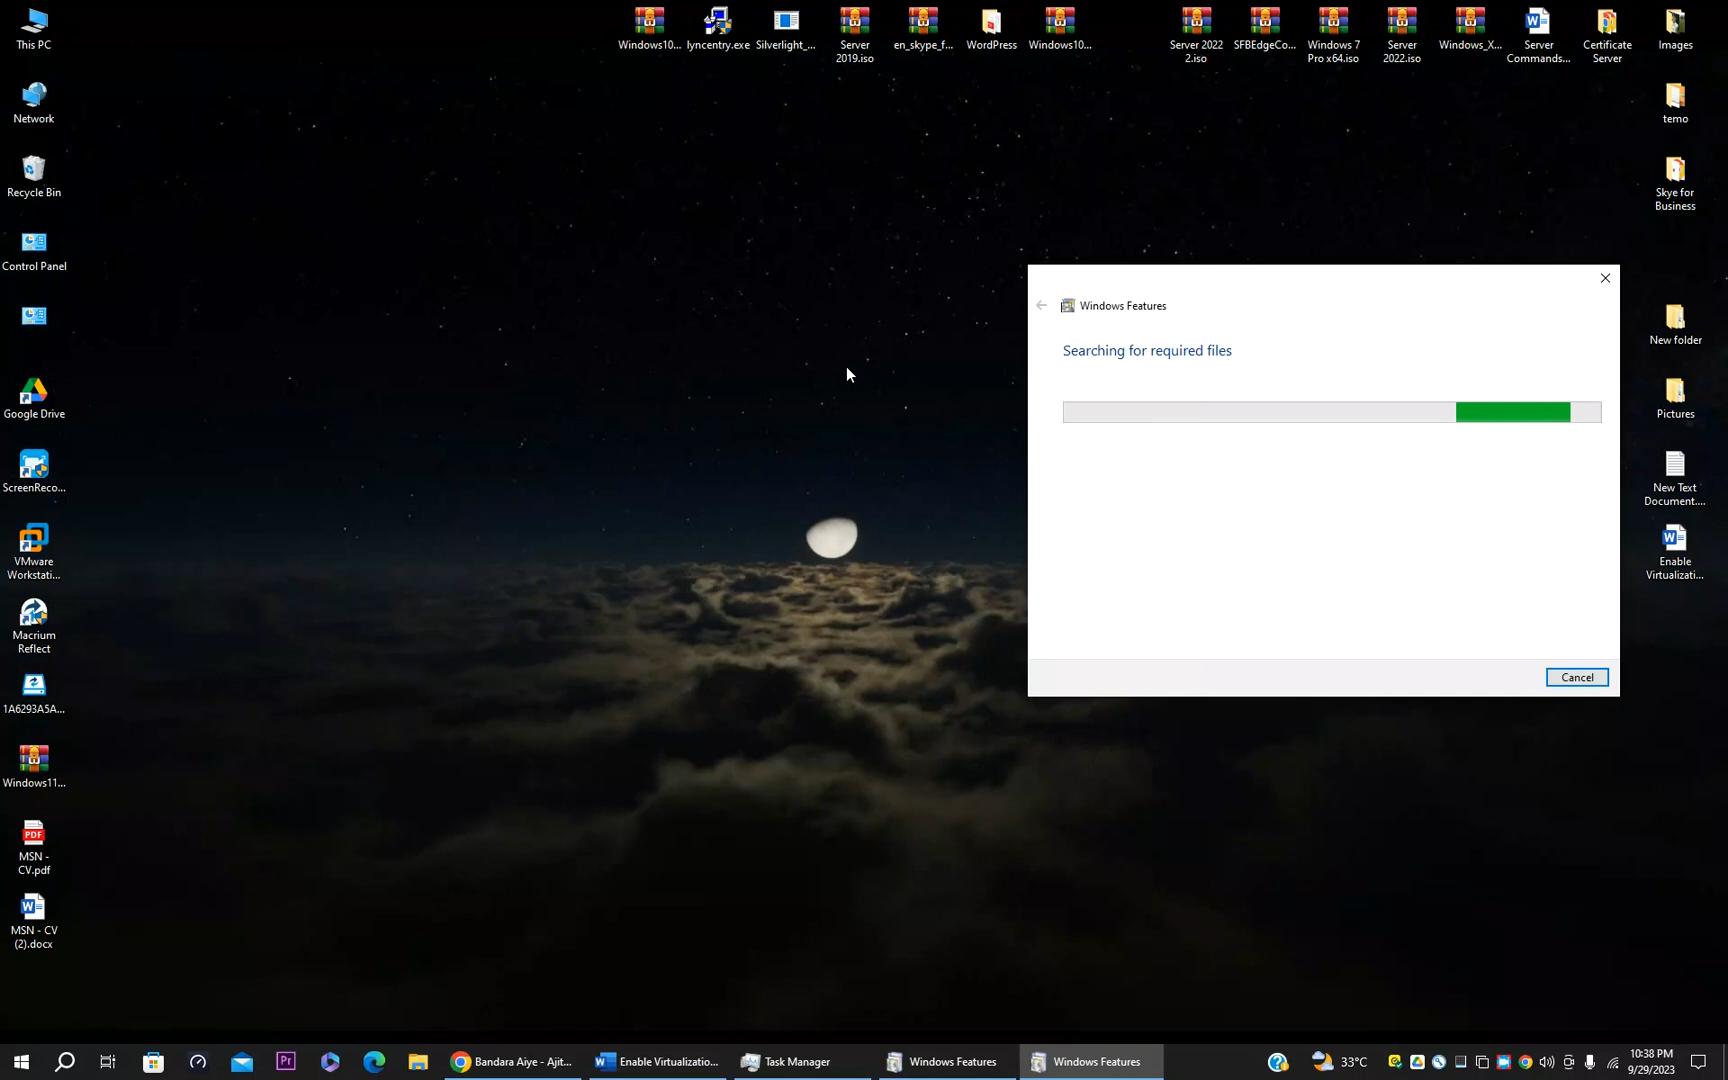 This PC
Network
Recycle Bin
Control Panel
Google Drive
ScreenReco...
VMware
Workstati...
Macrium
Reflect
1A6293A5A...
Windows11...
PDF
MSN -
CV.pdf
MSN - CV
(2).docx
Windows10...
lyncentry.exe
Silverlight_...
Server
2019.iso
en_skype_f...
WordPress
Windows10...
Server 2022
2.iso
SFBEdgeCo...
Windows 7
Pro x64.iso
Server
2022.iso
Windows_X...
Server
Commands...
Certificate
Server
Images
temo
Skye for
Business
New folder
Pictures
New Text
Document....
Enable
Virtualizati...
Windows Features
Searching for required files
Cancel
Pr
Bandara Aiye - Ajit...
Enable Virtualizatio...
Task Manager
Windows Features
Windows Features
33°C
10:38 PM
9/29/2023